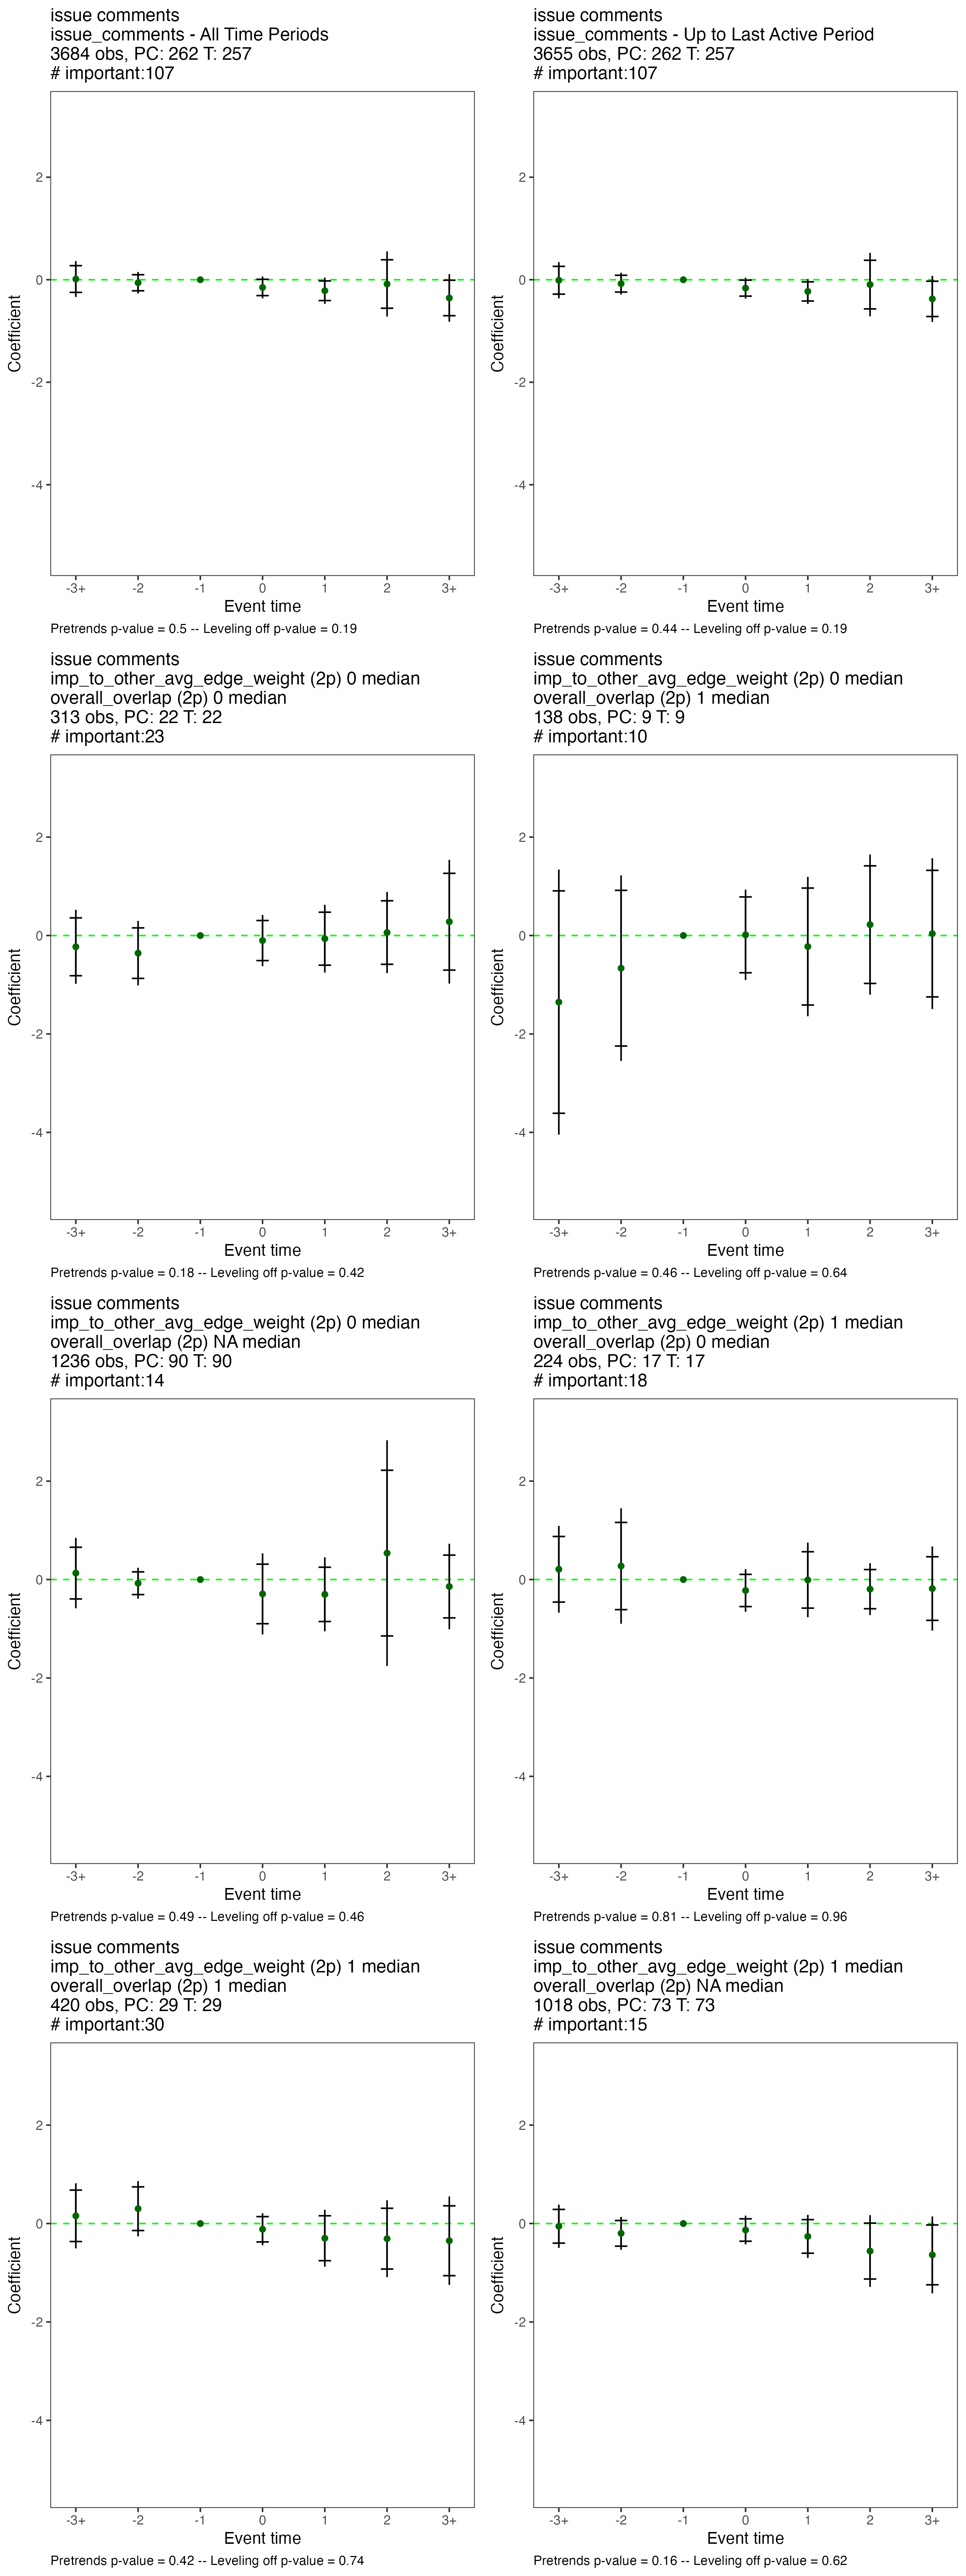 issue comments
issue_comments - All Time Periods
3684 obs, PC: 262 T: 257
# important:107
2
0
-2
-4
Coefficient
-3+ -2 -1 0 1 2 3+
Event time
Pretrends p-value = 0.5 -- Leveling off p-value = 0.19
issue comments
issue_comments - Up to Last Active Period
3655 obs, PC: 262 T: 257
# important:107
2
0
-2
-4
Coefficient
-3+ -2 -1 0 1 2 3+
Event time
Pretrends p-value = 0.44 -- Leveling off p-value = 0.19
issue comments
imp_to_other_avg_edge_weight (2p) 0 median
overall_overlap (2p) 0 median
313 obs, PC: 22 T: 22
# important:23
2
0
-2
-4
Coefficient
-3+ -2 -1 0 1 2 3+
Event time
Pretrends p-value = 0.18 -- Leveling off p-value = 0.42
issue comments
imp_to_other_avg_edge_weight (2p) 0 median
overall_overlap (2p) 1 median
138 obs, PC: 9 T: 9
# important:10
2
0
-2
-4
Coefficient
-3+ -2 -1 0 1 2 3+
Event time
Pretrends p-value = 0.46 -- Leveling off p-value = 0.64
issue comments
imp_to_other_avg_edge_weight (2p) 0 median
overall_overlap (2p) NA median
1236 obs, PC: 90 T: 90
# important:14
2
0
-2
-4
Coefficient
-3+ -2 -1 0 1 2 3+
Event time
Pretrends p-value = 0.49 -- Leveling off p-value = 0.46
issue comments
imp_to_other_avg_edge_weight (2p) 1 median
overall_overlap (2p) 0 median
224 obs, PC: 17 T: 17
# important:18
2
0
-2
-4
Coefficient
-3+ -2 -1 0 1 2 3+
Event time
Pretrends p-value = 0.81 -- Leveling off p-value = 0.96
issue comments
imp_to_other_avg_edge_weight (2p) 1 median
overall_overlap (2p) 1 median
420 obs, PC: 29 T: 29
# important:30
2
0
-2
-4
Coefficient
-3+ -2 -1 0 1 2 3+
Event time
Pretrends p-value = 0.42 -- Leveling off p-value = 0.74
issue comments
imp_to_other_avg_edge_weight (2p) 1 median
overall_overlap (2p) NA median
1018 obs, PC: 73 T: 73
# important:15
2
0
-2
-4
Coefficient
-3+ -2 -1 0 1 2 3+
Event time
Pretrends p-value = 0.16 -- Leveling off p-value = 0.62